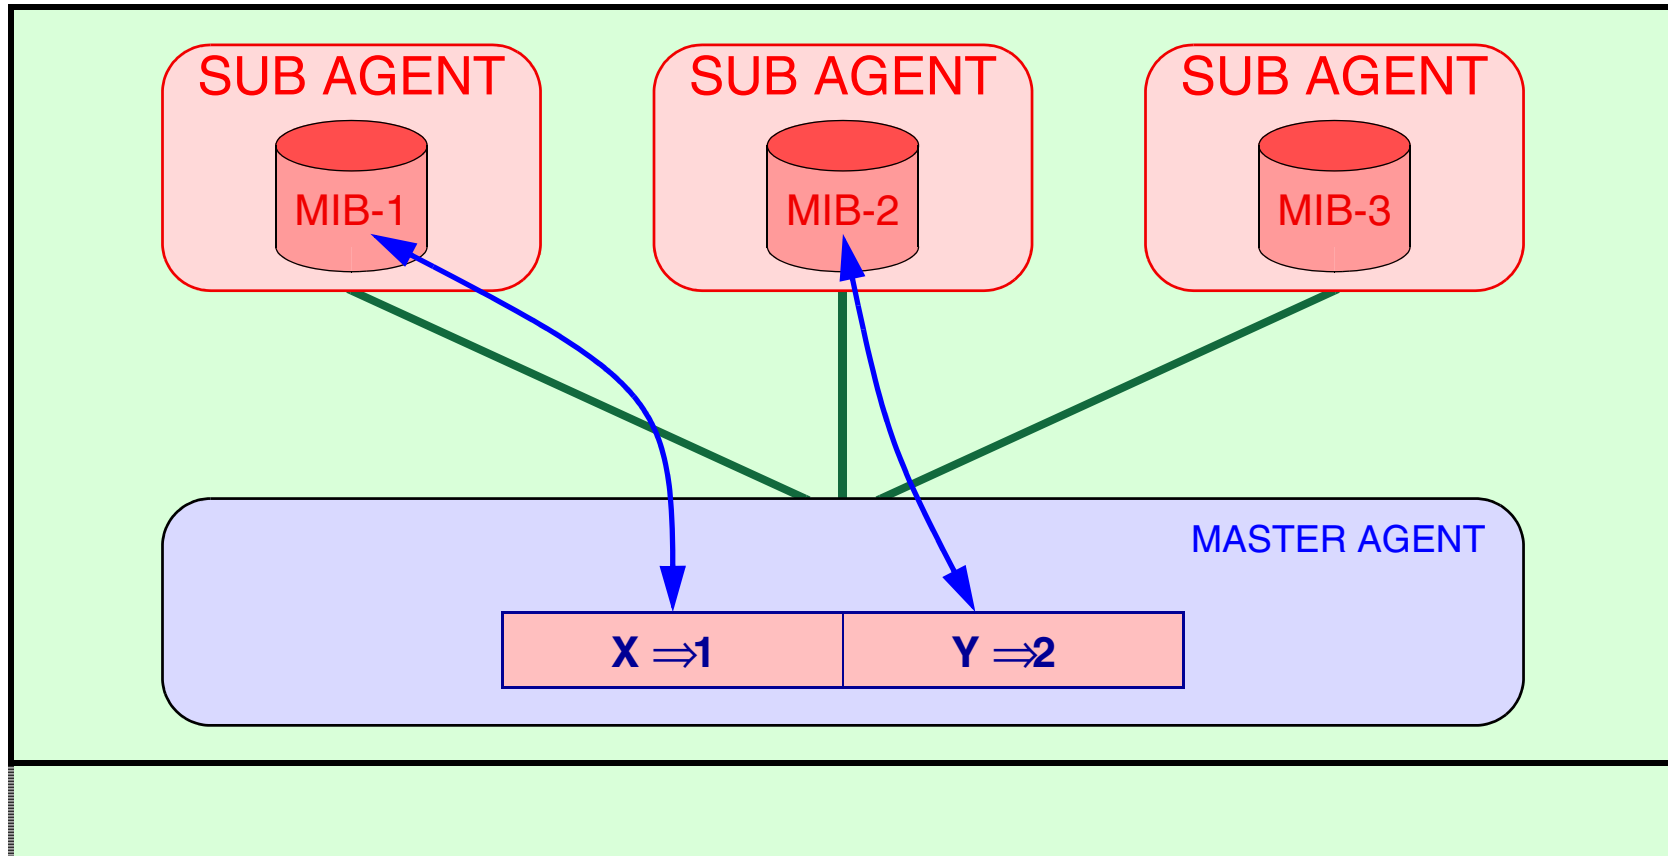 SUB AGENT
SUB AGENT
SUB AGENT
MIB-1
MIB-2
MIB-3
MASTER AGENT
X ⇒1
Y ⇒2